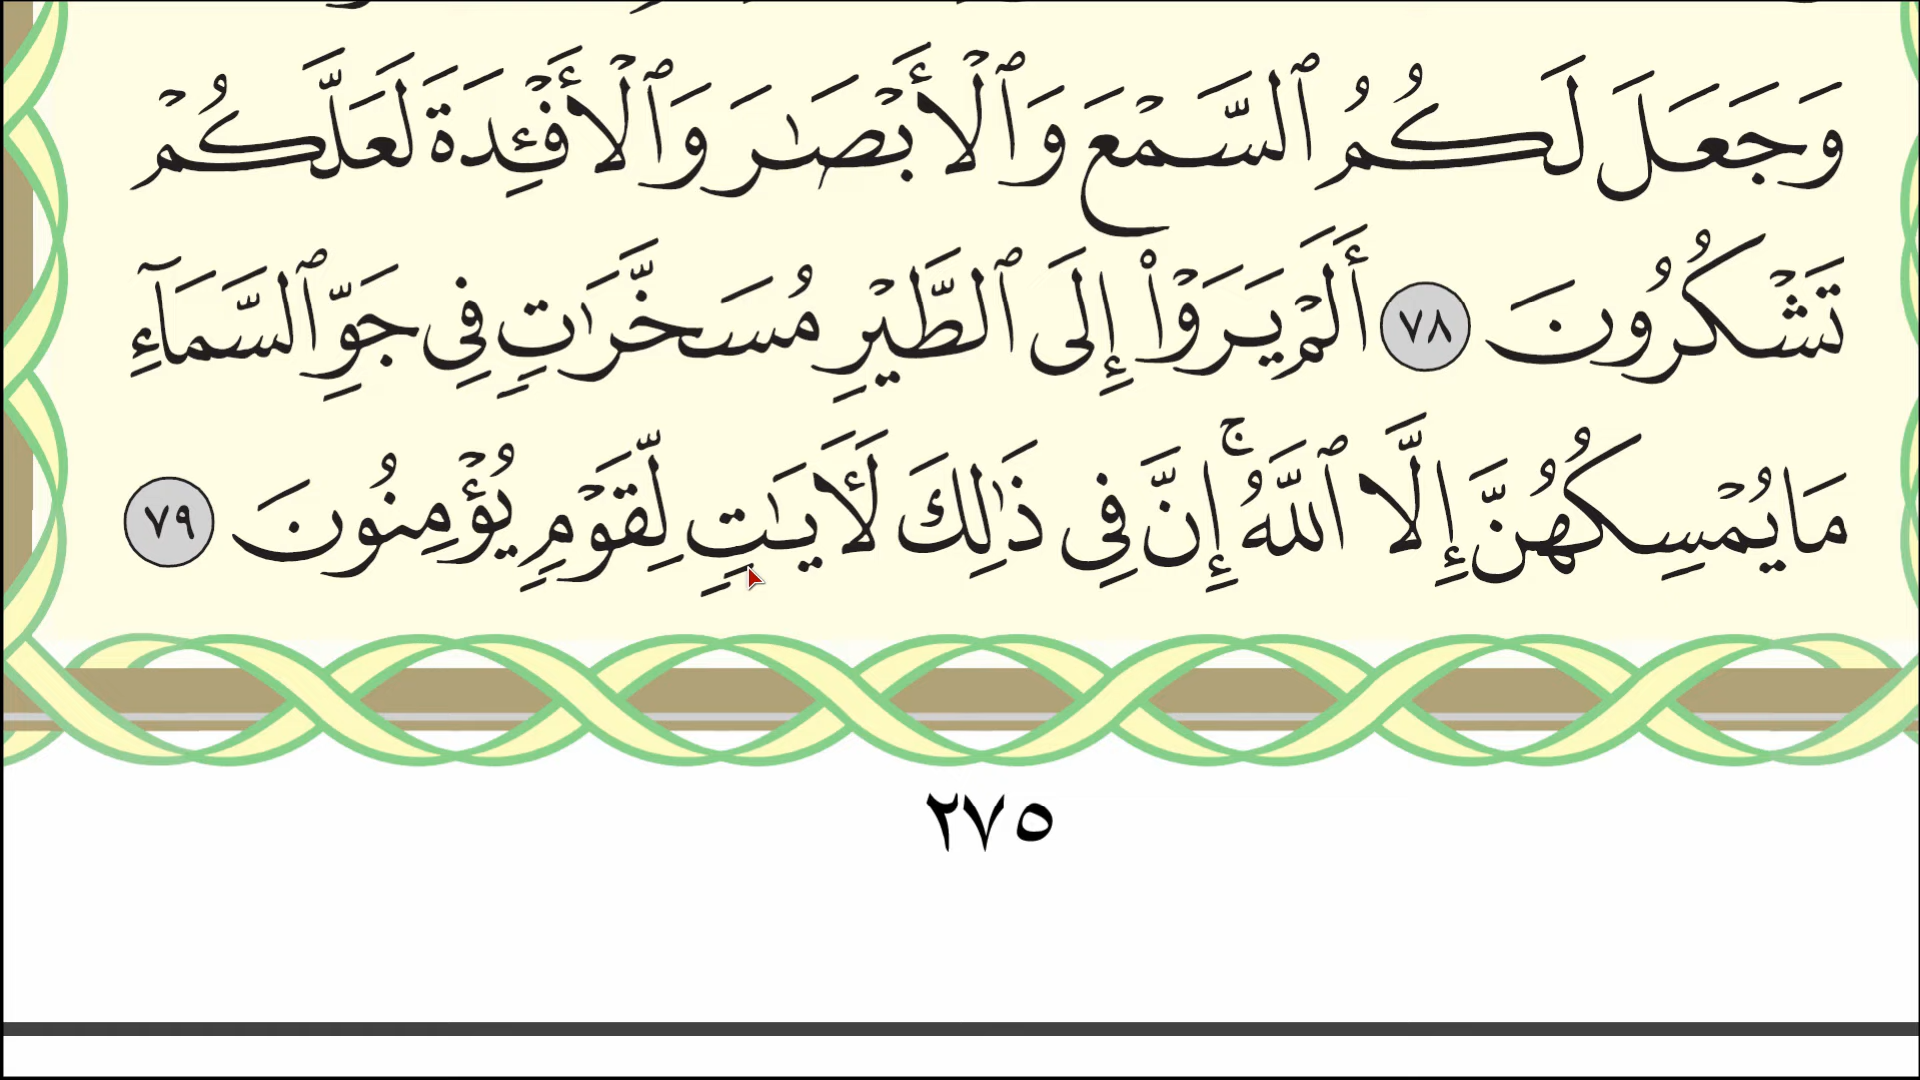 وَجَعَلَ لَكُمُ ٱلسَّمْعَ وَٱلْأَبْصَـٰرَ وَٱلْأَفْـِٔدَةَ لَعَلَّكُمْ
تَشْكُرُونَ ٧٨ أَلَمْ يَرَوْا۟ إِلَى ٱلطَّيْرِ مُسَخَّرَٰتٍ فِى جَوِّ ٱلسَّمَآءِ
مَا يُمْسِكُهُنَّ إِلَّا ٱللَّهُ ۚ إِنَّ فِى ذَٰلِكَ لَـَٔايَـٰتٍ لِّقَوْمٍ يُؤْمِنُونَ ٧٩
٢٧٥